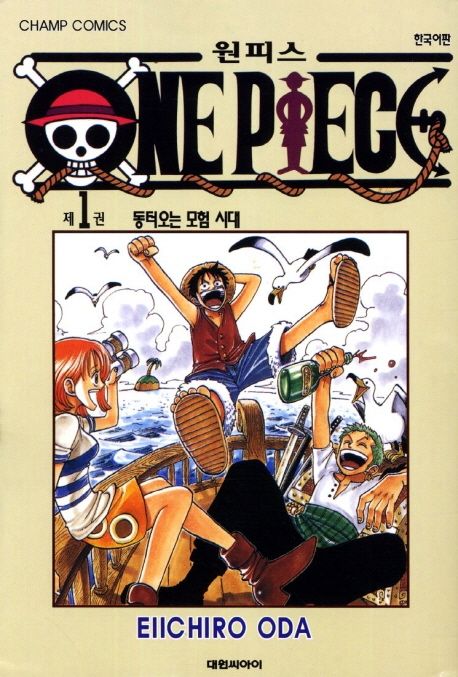 CHAMP COMICS
한국어판
원피스
ONE PIECE
제1권 동터오는 모험 시대
EIICHIRO ODA
대원씨아이